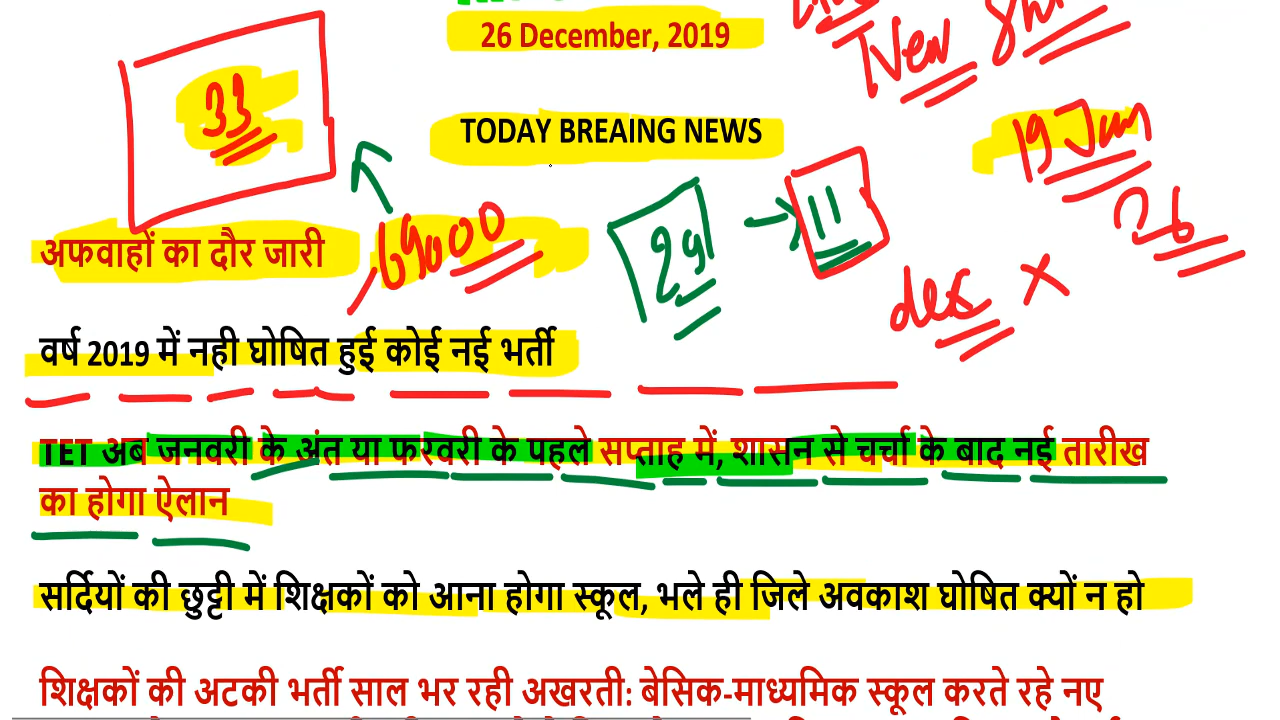 26 December, 2019
New
33
TODAY BREAING NEWS
19 Jan
26
69000
29
11
अफवाहों का दौर जारी
वर्ष 2019 में नही घोषित हुई कोई नई भर्ती
TET अब जनवरी के अंत या फरवरी के पहले सप्ताह में, शासन से चर्चा के बाद नई तारीख
का होगा ऐलान
सर्दियों की छुट्टी में शिक्षकों को आना होगा स्कूल, भले ही जिले अवकाश घोषित क्यों न हो
शिक्षकों की अटकी भर्ती साल भर रही अखरती: बेसिक-माध्यमिक स्कूल करते रहे नए